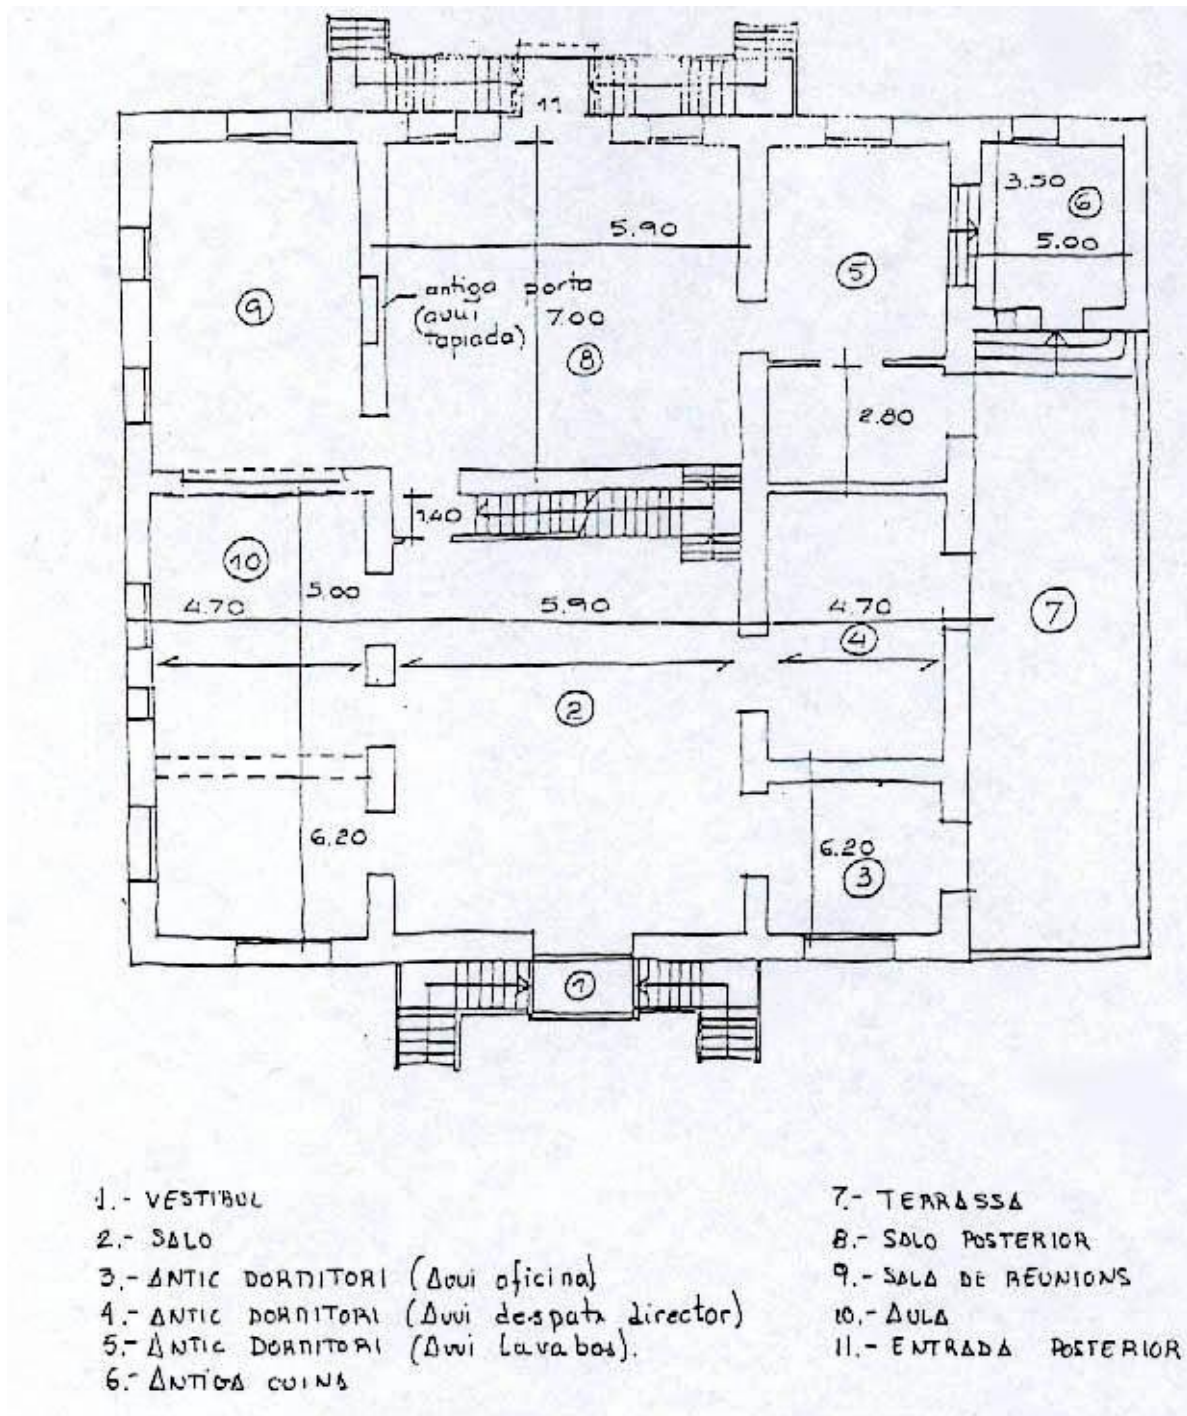 11
3.50
6
5.90
5.00
5
antiga porta
(avui
tapiada)
7.00
9
8
2.80
1.40
10
5.00
4.70
5.90
4.70
7
4
2
6.20
6.20
3
1
1.- VESTIBUL
2.- SALO
3.- ANTIC DORMITORI (Avui oficina)
4.- ANTIC DORMITORI (Avui despatx director)
5.- ANTIC DORMITORI (Avui Lavabos).
6.- ANTIGA CUINA
7.- TERRASSA
8.- SALO POSTERIOR
9.- SALA DE REUNIONS
10.- AULA
11.- ENTRADA POSTERIOR